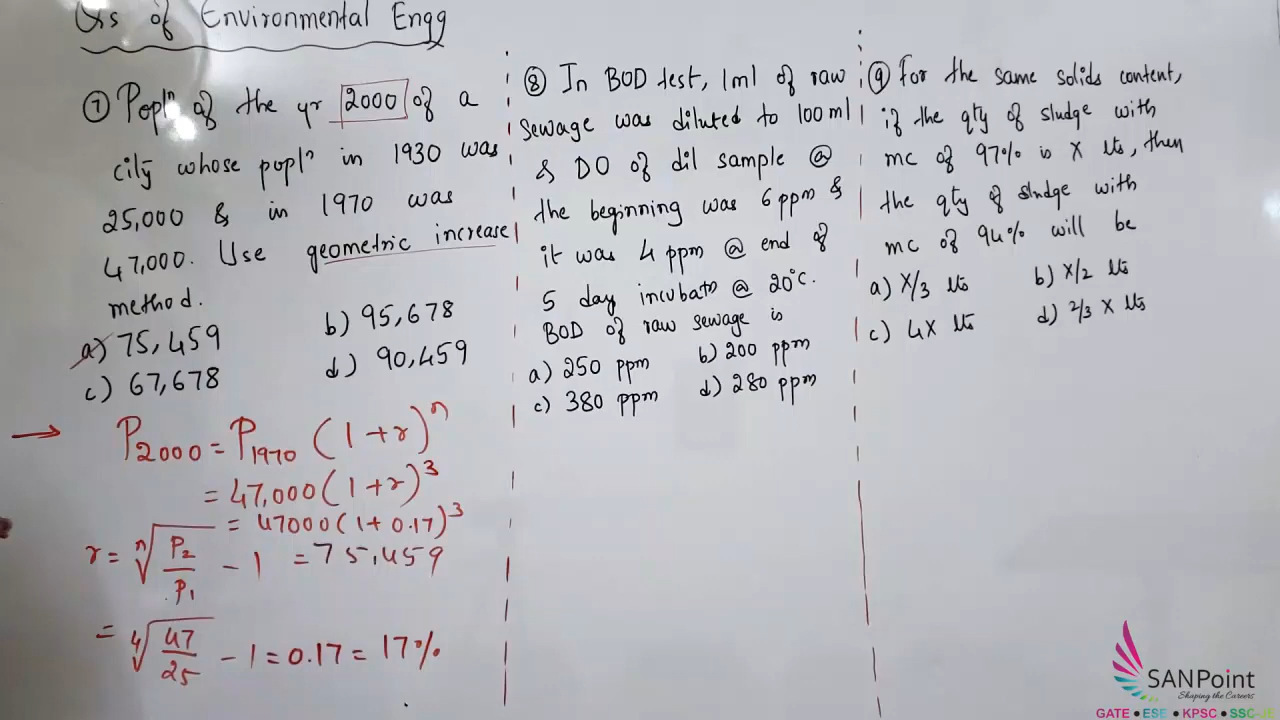 Qs of Environmental Engg
⑦ Poplⁿ of the yr 2000 of a
city whose poplⁿ in 1930 was
25,000 & in 1970 was
47,000. Use geometric increase
method.
a) 75,459 b) 95,678
c) 67,678 d) 90,459
→ P2000 = P1970 (1+r)ⁿ
= 47,000 (1+r)³
= 47000 (1+0.17)³
r = ⁿ√(P2/P1) - 1 = 75,459
= ⁴√(47/25) - 1 = 0.17 = 17%
⑧ In BOD test, 1ml of raw
sewage was diluted to 100 ml
& DO of dil sample @
the beginning was 6 ppm &
it was 4 ppm @ end of
5 day incubatⁿ @ 20°C.
BOD of raw sewage is
a) 250 ppm b) 200 ppm
c) 380 ppm d) 280 ppm
⑨ For the same solids content,
if the qty of sludge with
mc of 97% is X lts, then
the qty of sludge with
mc of 94% will be
a) X/3 lts b) X/2 lts
c) 4X lts d) 2/3 X lts
SANPoint
Shaping the Careers
GATE • ESE • KPSC • SSC-JE